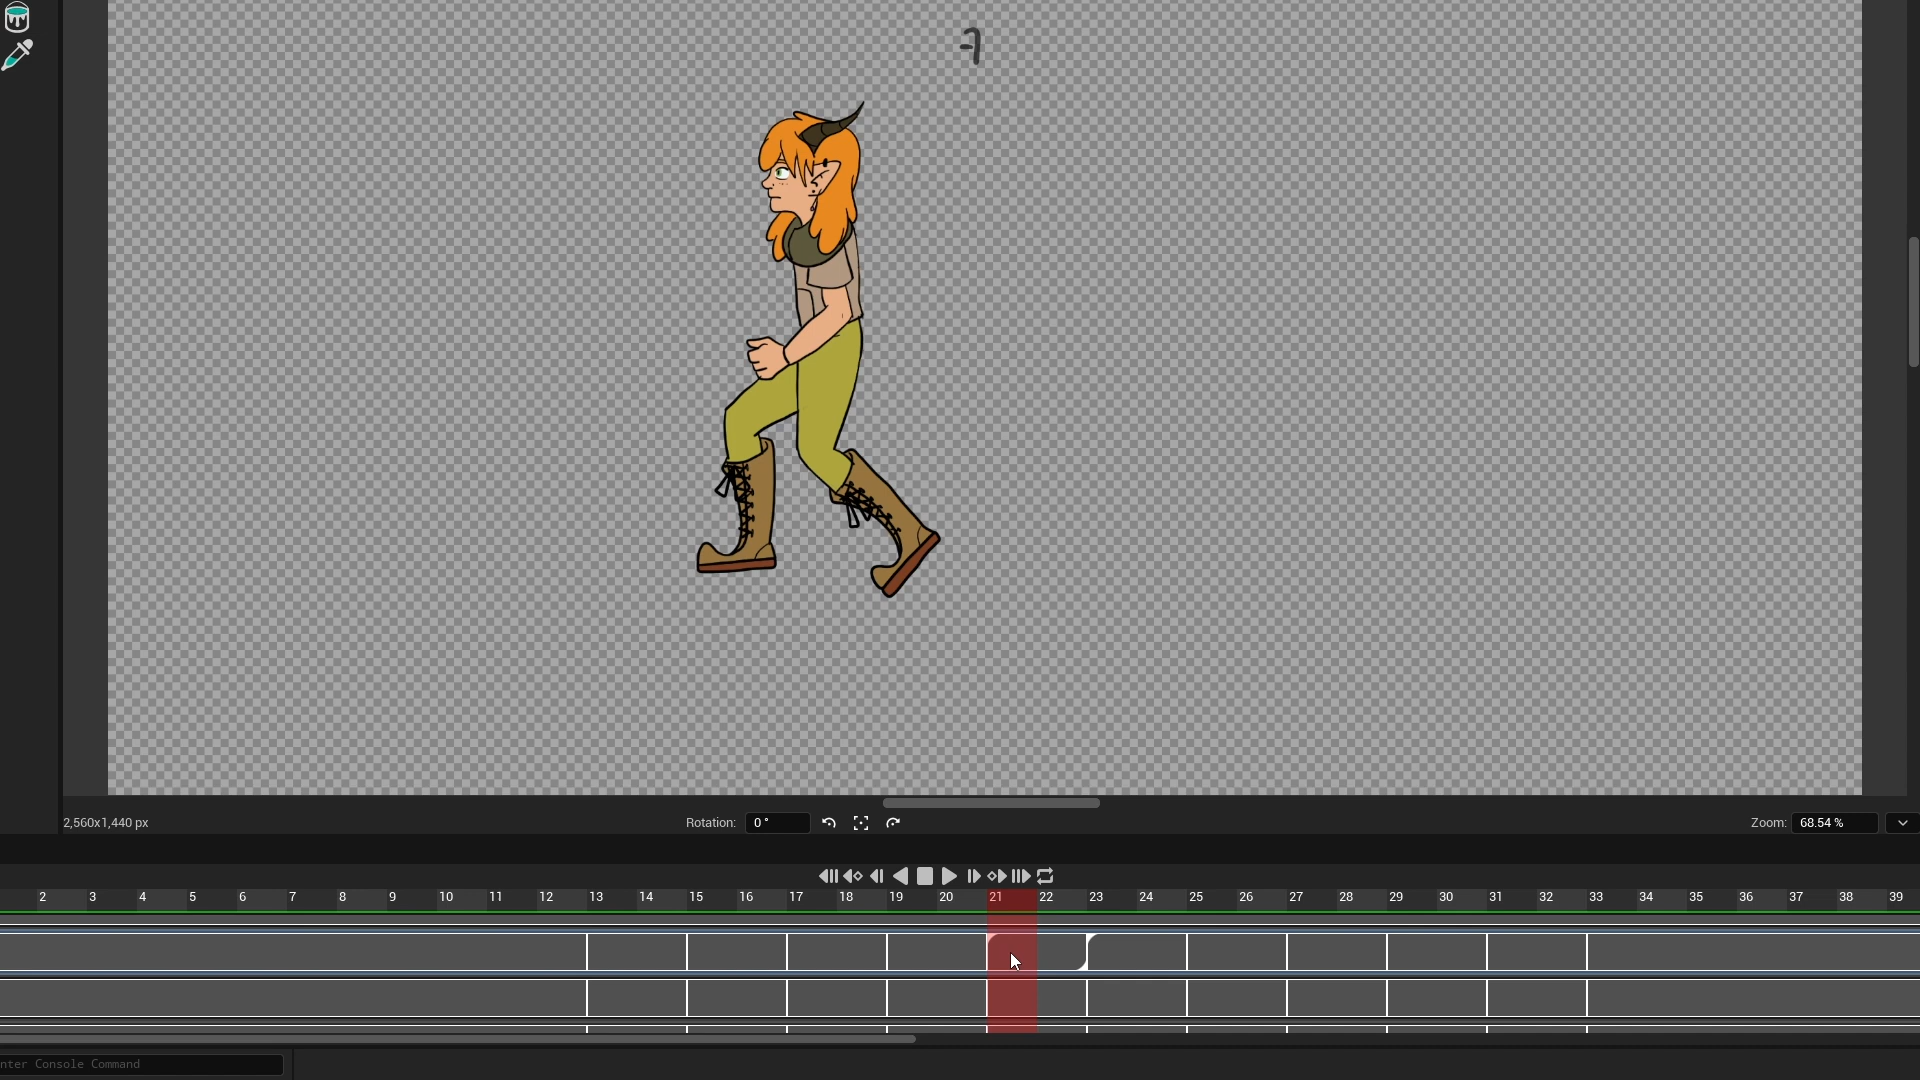 7
2,560x1,440 px
Rotation:
0 °
Zoom:
68.54 %
2 3 4 5 6 7 8 9 10 11 12 13 14 15 16 17 18 19 20 21 22 23 24 25 26 27 28 29 30 31 32 33 34 35 36 37 38 39
nter Console Command